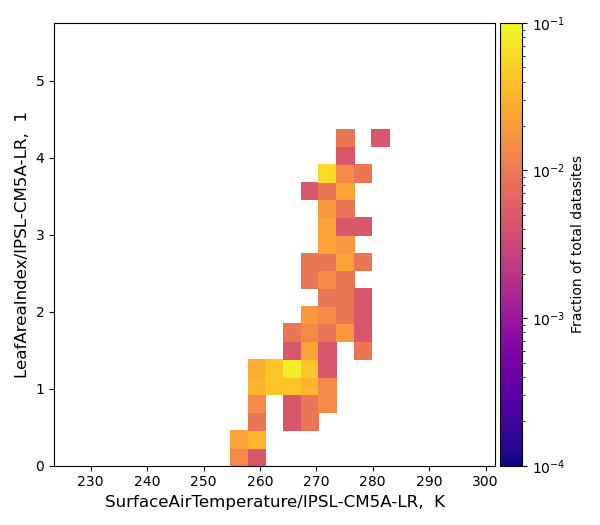 LeafAreaIndex/IPSL-CM5A-LR,  1
5
4
3
2
1
0
230 240 250 260 270 280 290 300
SurfaceAirTemperature/IPSL-CM5A-LR,  K
10⁻¹
10⁻²
10⁻³
10⁻⁴
Fraction of total datasites